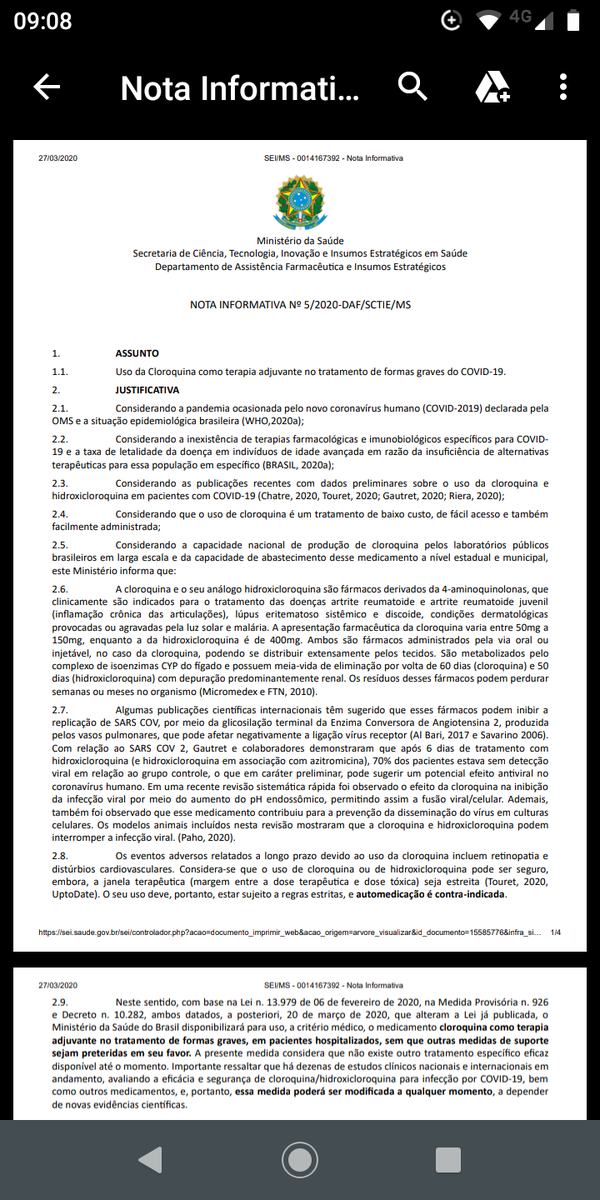 09:08
4G
Nota Informati...
27/03/2020 SEI/MS - 0014167392 - Nota Informativa
Ministério da Saúde
Secretaria de Ciência, Tecnologia, Inovação e Insumos Estratégicos em Saúde
Departamento de Assistência Farmacêutica e Insumos Estratégicos
NOTA INFORMATIVA Nº 5/2020-DAF/SCTIE/MS
1. ASSUNTO
1.1. Uso da Cloroquina como terapia adjuvante no tratamento de formas graves do COVID-19.
2. JUSTIFICATIVA
2.1. Considerando a pandemia ocasionada pelo novo coronavírus humano (COVID-2019) declarada pela
OMS e a situação epidemiológica brasileira (WHO,2020a);
2.2. Considerando a inexistência de terapias farmacológicas e imunobiológicos específicos para COVID-
19 e a taxa de letalidade da doença em indivíduos de idade avançada em razão da insuficiência de alternativas
terapêuticas para essa população em específico (BRASIL, 2020a);
2.3. Considerando as publicações recentes com dados preliminares sobre o uso da cloroquina e
hidroxicloroquina em pacientes com COVID-19 (Chatre, 2020, Touret, 2020; Gautret, 2020; Riera, 2020);
2.4. Considerando que o uso de cloroquina é um tratamento de baixo custo, de fácil acesso e também
facilmente administrada;
2.5. Considerando a capacidade nacional de produção de cloroquina pelos laboratórios públicos
brasileiros em larga escala e da capacidade de abastecimento desse medicamento a nível estadual e municipal,
este Ministério informa que:
2.6. A cloroquina e o seu análogo hidroxicloroquina são fármacos derivados da 4-aminoquinolonas, que
clinicamente são indicados para o tratamento das doenças artrite reumatoide e artrite reumatoide juvenil
(inflamação crônica das articulações), lúpus eritematoso sistêmico e discoide, condições dermatológicas
provocadas ou agravadas pela luz solar e malária. A apresentação farmacêutica da cloroquina varia entre 50mg a
150mg, enquanto a da hidroxicloroquina é de 400mg. Ambos são fármacos administrados pela via oral ou
injetável, no caso da cloroquina, podendo se distribuir extensamente pelos tecidos. São metabolizados pelo
complexo de isoenzimas CYP do fígado e possuem meia-vida de eliminação por volta de 60 dias (cloroquina) e 50
dias (hidroxicloroquina) com depuração predominantemente renal. Os resíduos desses fármacos podem perdurar
semanas ou meses no organismo (Micromedex e FTN, 2010).
2.7. Algumas publicações científicas internacionais têm sugerido que esses fármacos podem inibir a
replicação de SARS COV, por meio da glicosilação terminal da Enzima Conversora de Angiotensina 2, produzida
pelos vasos pulmonares, que pode afetar negativamente a ligação vírus receptor (Al Bari, 2017 e Savarino 2006).
Com relação ao SARS COV 2, Gautret e colaboradores demonstraram que após 6 dias de tratamento com
hidroxicloroquina (e hidroxicloroquina em associação com azitromicina), 70% dos pacientes estava sem detecção
viral em relação ao grupo controle, o que em caráter preliminar, pode sugerir um potencial efeito antiviral no
coronavírus humano. Em uma recente revisão sistemática rápida foi observado o efeito da cloroquina na inibição
da infecção viral por meio do aumento do pH endossômico, permitindo assim a fusão viral/celular. Ademais,
também foi observado que esse medicamento contribuiu para a prevenção da disseminação do vírus em culturas
celulares. Os modelos animais incluídos nesta revisão mostraram que a cloroquina e hidroxicloroquina podem
interromper a infecção viral. (Paho, 2020).
2.8. Os eventos adversos relatados a longo prazo devido ao uso da cloroquina incluem retinopatia e
distúrbios cardiovasculares. Considera-se que o uso de cloroquina ou de hidroxicloroquina pode ser seguro,
embora, a janela terapêutica (margem entre a dose terapêutica e dose tóxica) seja estreita (Touret, 2020,
UptoDate). O seu uso deve, portanto, estar sujeito a regras estritas, e automedicação é contra-indicada.
https://sei.saude.gov.br/sei/controlador.php?acao=documento_imprimir_web&acao_origem=arvore_visualizar&id_documento=15585776&infra_si... 1/4
27/03/2020 SEI/MS - 0014167392 - Nota Informativa
2.9. Neste sentido, com base na Lei n. 13.979 de 06 de fevereiro de 2020, na Medida Provisória n. 926
e Decreto n. 10.282, ambos datados, a posteriori, 20 de março de 2020, que alteram a Lei já publicada, o
Ministério da Saúde do Brasil disponibilizará para uso, a critério médico, o medicamento cloroquina como terapia
adjuvante no tratamento de formas graves, em pacientes hospitalizados, sem que outras medidas de suporte
sejam preteridas em seu favor. A presente medida considera que não existe outro tratamento específico eficaz
disponível até o momento. Importante ressaltar que há dezenas de estudos clínicos nacionais e internacionais em
andamento, avaliando a eficácia e segurança de cloroquina/hidroxicloroquina para infecção por COVID-19, bem
como outros medicamentos, e, portanto, essa medida poderá ser modificada a qualquer momento, a depender
de novas evidências científicas.